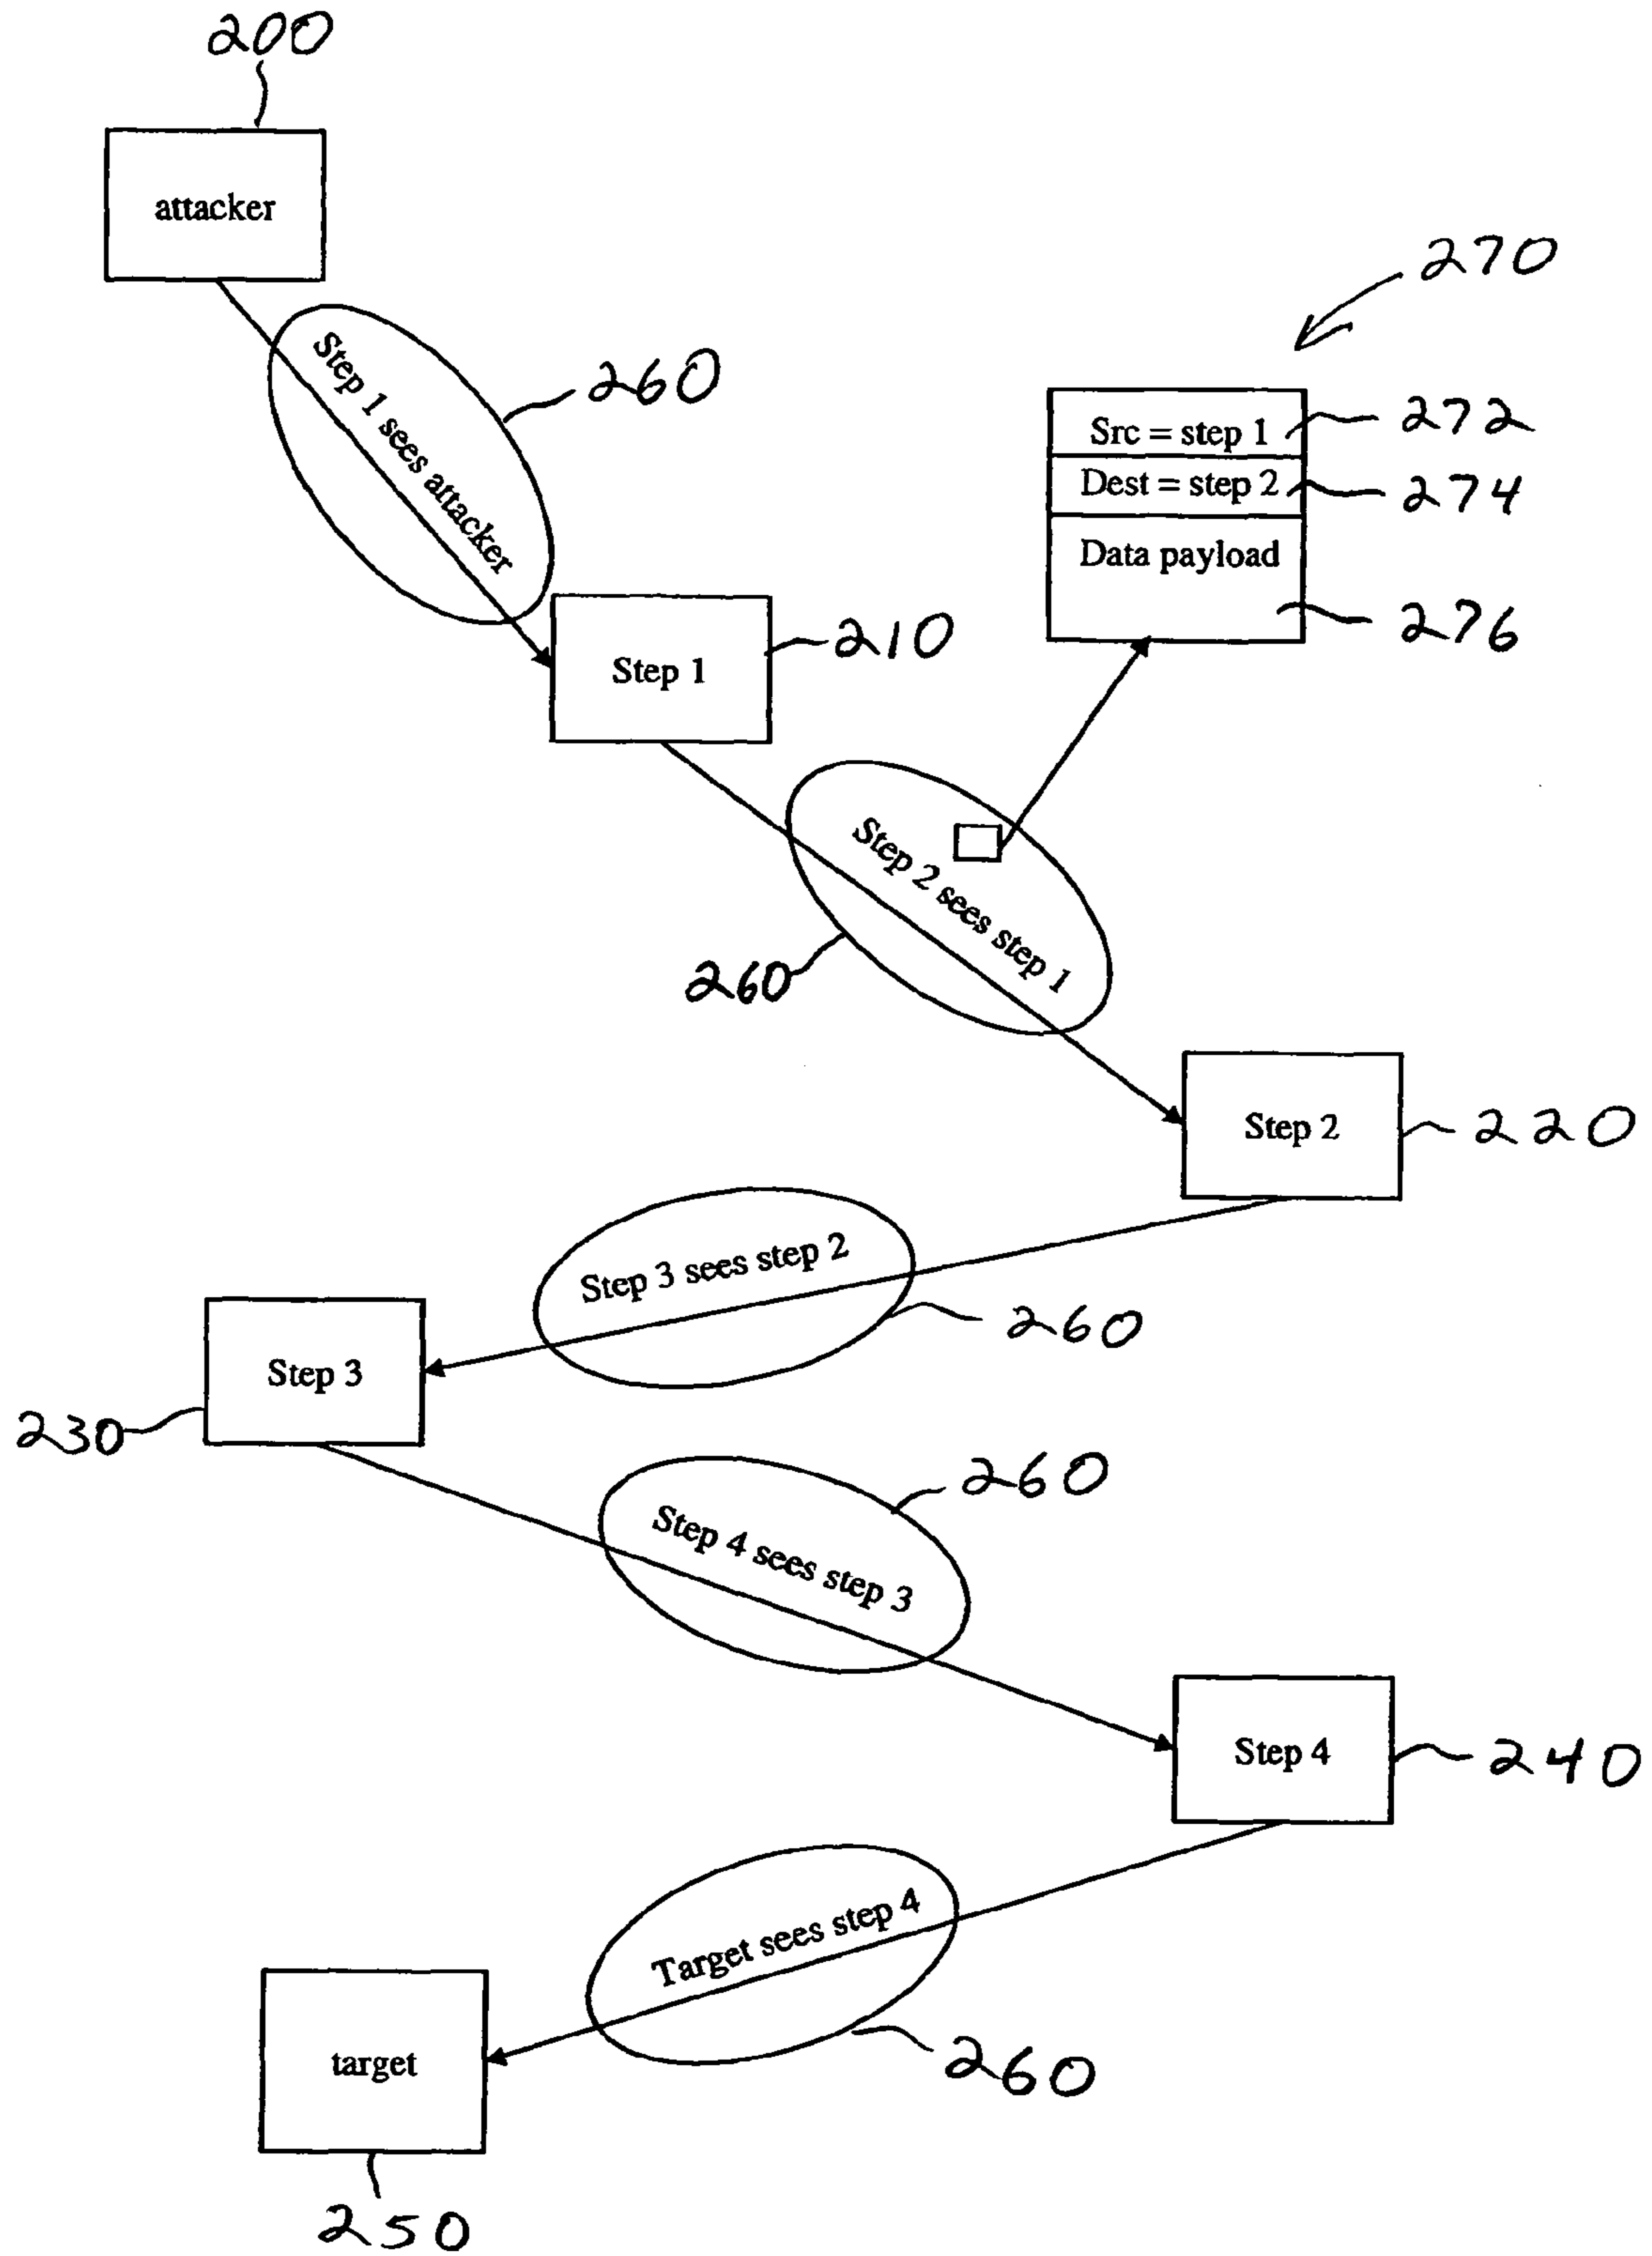 200
attacker
270
Step 1 sees attacker
260
Src = step 1
272
Dest = step 2
274
Data payload
276
Step 1
210
Step 2 sees step 1
260
Step 2
220
Step 3 sees step 2
260
Step 3
230
260
Step 4 sees step 3
Step 4
240
Target sees step 4
260
target
250